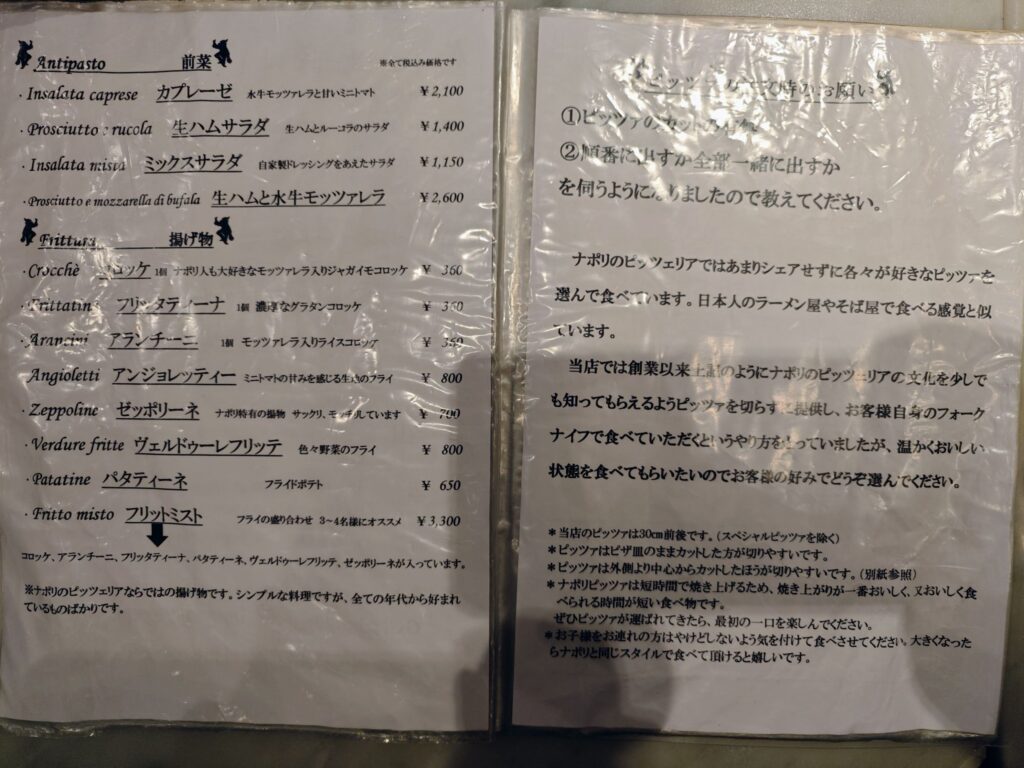 Antipasto 前菜 ※全て税込み価格です
・Insalata caprese カプレーゼ 水牛モッツァレラと甘いミニトマト ￥2,100
・Prosciutto e rucola 生ハムサラダ 生ハムとルーコラのサラダ ￥1,400
・Insalata mista ミックスサラダ 自家製ドレッシングをあえたサラダ ￥1,150
・Prosciutto e mozzarella di bufala 生ハムと水牛モッツァレラ ￥2,600
Frittura 揚げ物
・Crocchè コロッケ 1個 ナポリ人も大好きなモッツァレラ入りジャガイモコロッケ ￥ 360
・Frittatine フリッタティーナ 1個 濃厚なグラタンコロッケ ￥ 360
・Arancini アランチーニ 1個 モッツァレラ入りライスコロッケ ￥ 360
・Angioletti アンジョレッティー ミニトマトの甘みを感じる生地のフライ ￥ 800
・Zeppoline ゼッポリーネ ナポリ特有の揚物 サックリ、モッチリしています ￥ 700
・Verdure fritte ヴェルドゥーレフリッテ 色々野菜のフライ ￥ 800
・Patatine パタティーネ フライドポテト ￥ 650
・Fritto misto フリットミスト フライの盛り合わせ 3～4名様にオススメ ￥3,300
コロッケ、アランチーニ、フリッタティーナ、パタティーネ、ヴェルドゥーレフリッテ、ゼッポリーネが入っています。
※ナポリのピッツェリアならではの揚げ物です。シンプルな料理ですが、全ての年代から好まれ
ているものばかりです。
時のお願い
①ピッツァのカットの有無
②順番に出すか全部一緒に出すか
を伺うようになりましたので教えてください。
ナポリのピッツェリアではあまりシェアせずに各々が好きなピッツァを
選んで食べています。日本人のラーメン屋やそば屋で食べる感覚と似
ています。
当店では創業以来上記のようにナポリのピッツェリアの文化を少しで
も知ってもらえるようピッツァを切らずに提供し、お客様自身のフォーク
ナイフで食べていただくというやり方をとっていましたが、温かくおいしい
状態を食べてもらいたいのでお客様の好みでどうぞ選んでください。
＊当店のピッツァは30㎝前後です。（スペシャルピッツァを除く）
＊ピッツァはピザ皿のままカットした方が切りやすいです。
＊ピッツァは外側より中心からカットしたほうが切りやすいです。（別紙参照）
＊ナポリピッツァは短時間で焼き上げるため、焼き上がりが一番おいしく、又おいしく食
べられる時間が短い食べ物です。
ぜひピッツァが運ばれてきたら、最初の一口を楽しんでください。
＊お子様をお連れの方はやけどしないよう気を付けて食べさせてください。大きくなった
らナポリと同じスタイルで食べて頂けると嬉しいです。